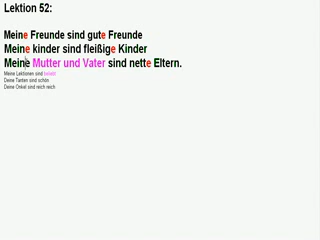 Lektion 52:
Meine Freunde sind gute Freunde
Meine kinder sind fleißige Kinder
Meine Mutter und Vater sind nette Eltern.
Meine Lektionen sind beliebt
Deine Tanten sind schön
Deine Onkel sind reich reich